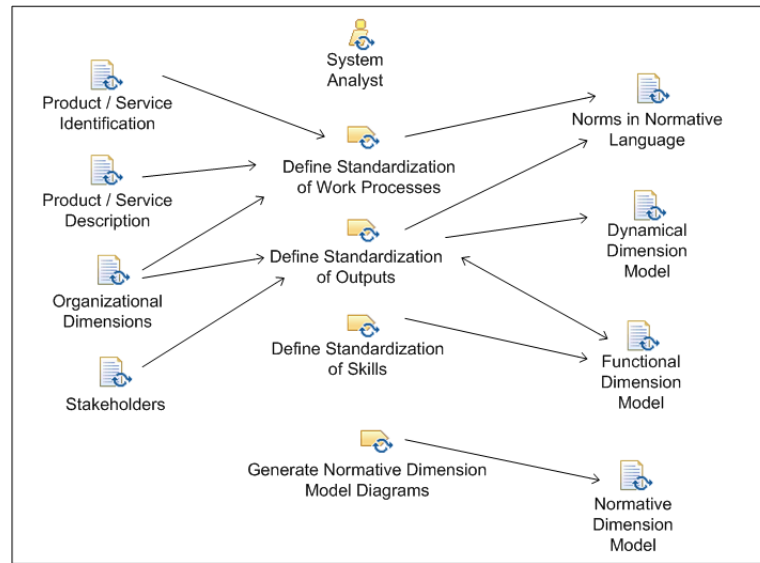 System
Analyst
Product / Service
Identification
Product / Service
Description
Organizational
Dimensions
Stakeholders
Define Standardization
of Work Processes
Define Standardization
of Outputs
Define Standardization
of Skills
Generate Normative Dimension
Model Diagrams
Norms in Normative
Language
Dynamical
Dimension
Model
Functional
Dimension
Model
Normative
Dimension
Model